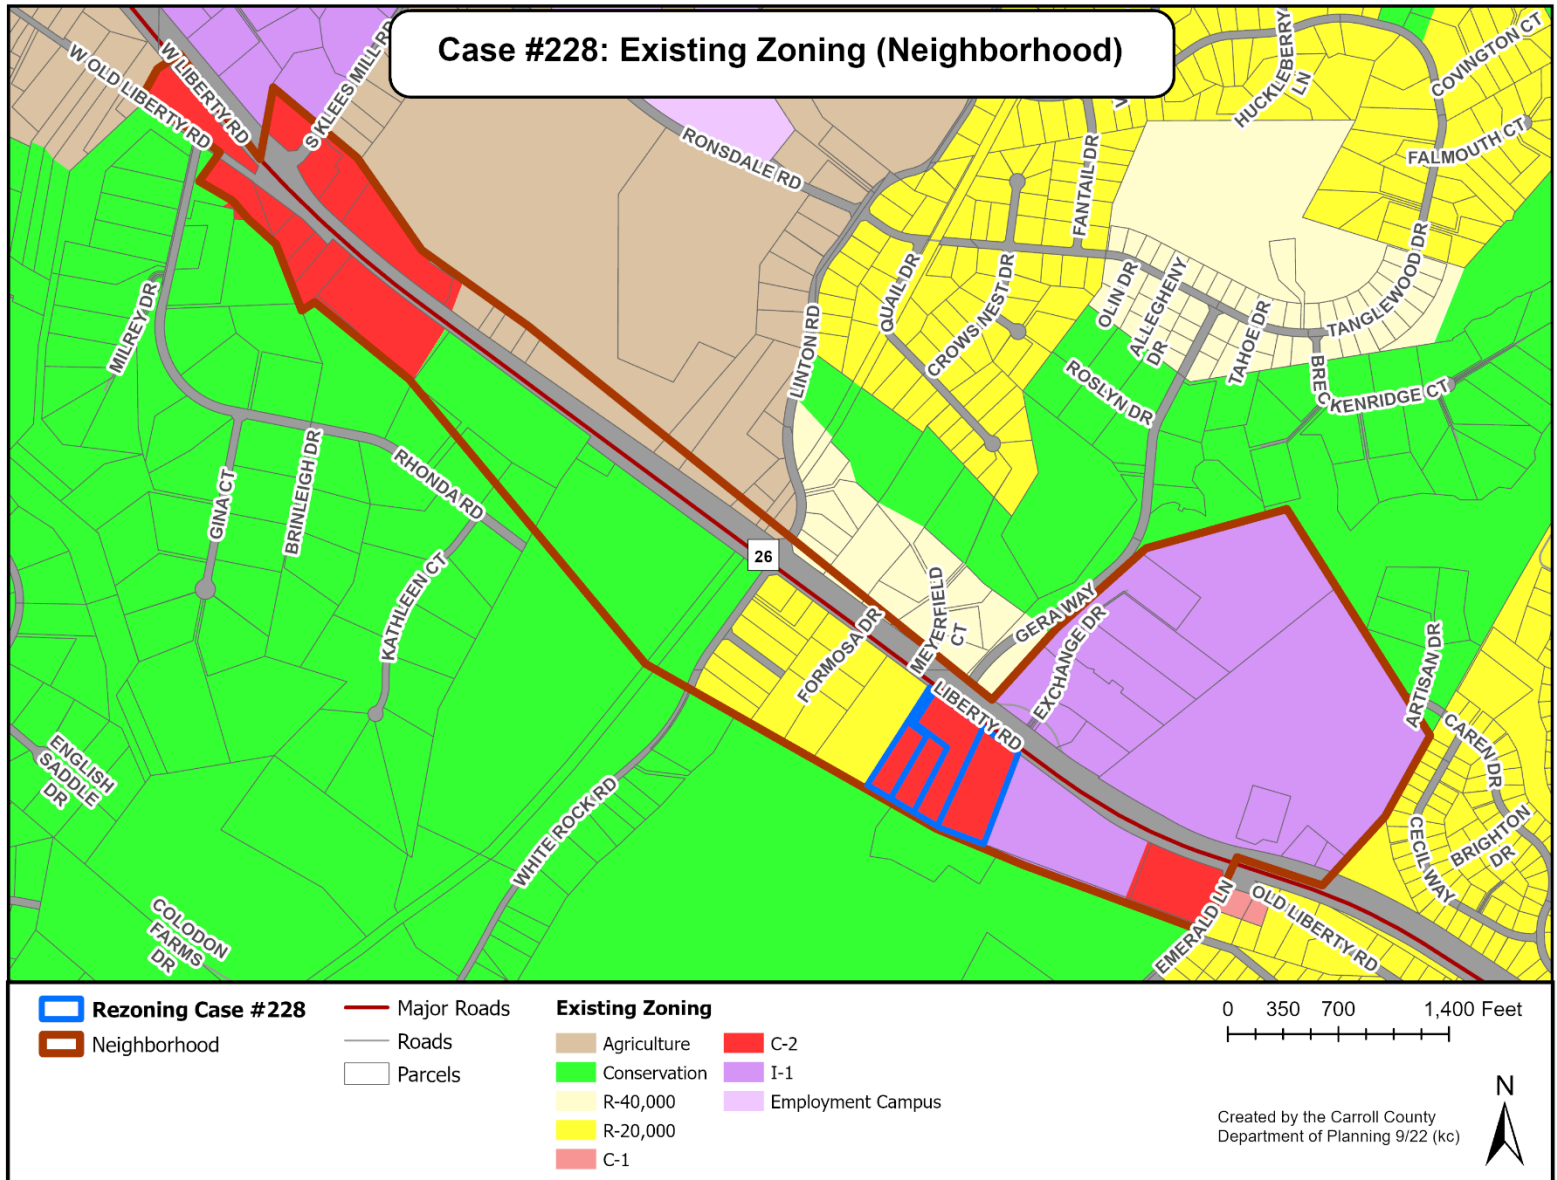 Case #228: Existing Zoning (Neighborhood)
W OLD LIBERTY RD
W LIBERTY RD
S KLEES MILL RD
RONSDALE RD
HUCKLEBERRY
LN
COVINGTON CT
FALMOUTH CT
FANTAIL DR
QUAIL DR
CROWS NEST DR
OLIN DR
ALLEGHENY
DR
TAHOE DR
TANGLEWOOD DR
BRECKENRIDGE CT
ROSLYN DR
LINTON RD
MILREY DR
GINA CT
BRINLEIGH DR
RHONDA RD
KATHLEEN CT
26
MEYERFIELD
CT
GERA WAY
EXCHANGE DR
FORMOSA DR
LIBERTY RD
ARTISAN DR
CAREN DR
CECIL WAY
BRIGHTON
DR
ENGLISH
SADDLE
DR
WHITE ROCK RD
COLODON
FARMS
DR
EMERALD LN
OLD LIBERTY RD
Rezoning Case #228
Neighborhood
Major Roads
Roads
Parcels
Existing Zoning
Agriculture
Conservation
R-40,000
R-20,000
C-1
C-2
I-1
Employment Campus
0 350 700 1,400 Feet
N
Created by the Carroll County
Department of Planning 9/22 (kc)